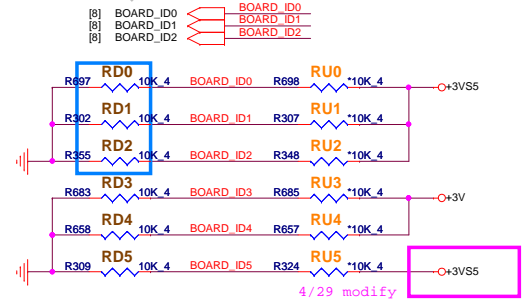 [8] BOARD_ID0 BOARD_ID0
[8] BOARD_ID1 BOARD_ID1
[8] BOARD_ID2 BOARD_ID2
RD0 RU0
R697 10K_4 BOARD_ID0 R698 *10K_4 +3VS5
RD1 RU1
R302 10K_4 BOARD_ID1 R307 *10K_4
RD2 RU2
R355 10K_4 BOARD_ID2 R348 *10K_4
RD3 RU3
R683 10K_4 BOARD_ID3 R685 *10K_4 +3V
RD4 RU4
R658 10K_4 BOARD_ID4 R657 *10K_4
RD5 RU5
R309 10K_4 BOARD_ID5 R324 *10K_4 +3VS5
4/29 modify